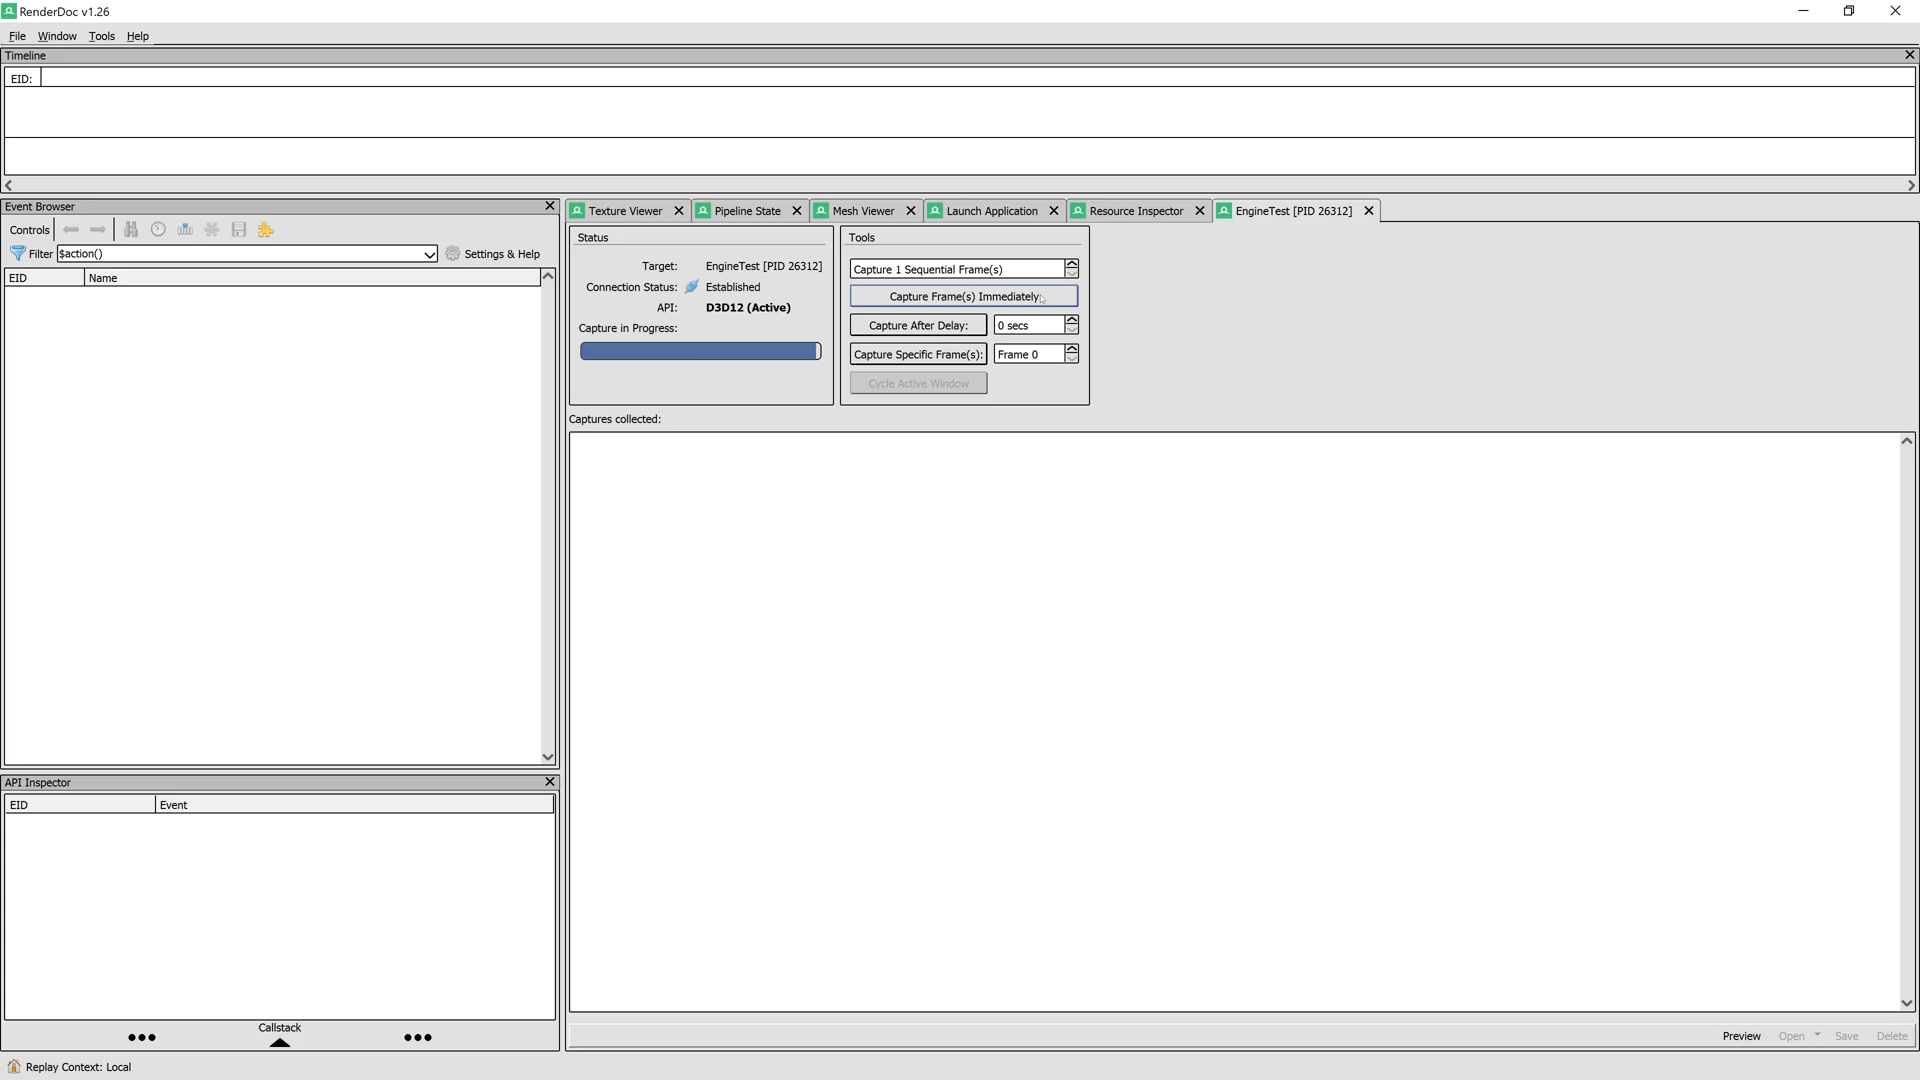 RenderDoc v1.26
File Window Tools Help
Timeline
EID:
Event Browser
Controls
Filter $action() Settings & Help
EID Name
API Inspector
EID Event
Callstack
Texture Viewer Pipeline State Mesh Viewer Launch Application Resource Inspector EngineTest [PID 26312]
Status
Target: EngineTest [PID 26312]
Connection Status: Established
API: D3D12 (Active)
Capture in Progress:
Tools
Capture 1 Sequential Frame(s)
Capture Frame(s) Immediately
Capture After Delay: 0 secs
Capture Specific Frame(s): Frame 0
Cycle Active Window
Captures collected:
Preview Open Save Delete
Replay Context: Local